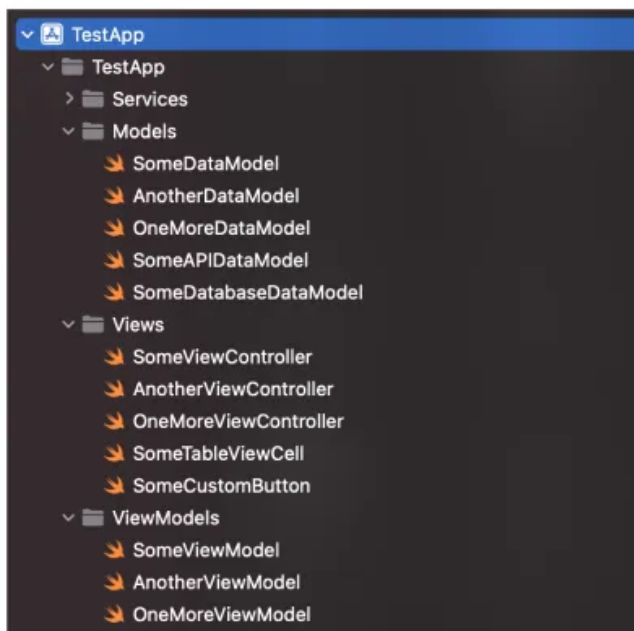 TestApp
TestApp
Services
Models
SomeDataModel
AnotherDataModel
OneMoreDataModel
SomeAPIDataModel
SomeDatabaseDataModel
Views
SomeViewController
AnotherViewController
OneMoreViewController
SomeTableViewCell
SomeCustomButton
ViewModels
SomeViewModel
AnotherViewModel
OneMoreViewModel